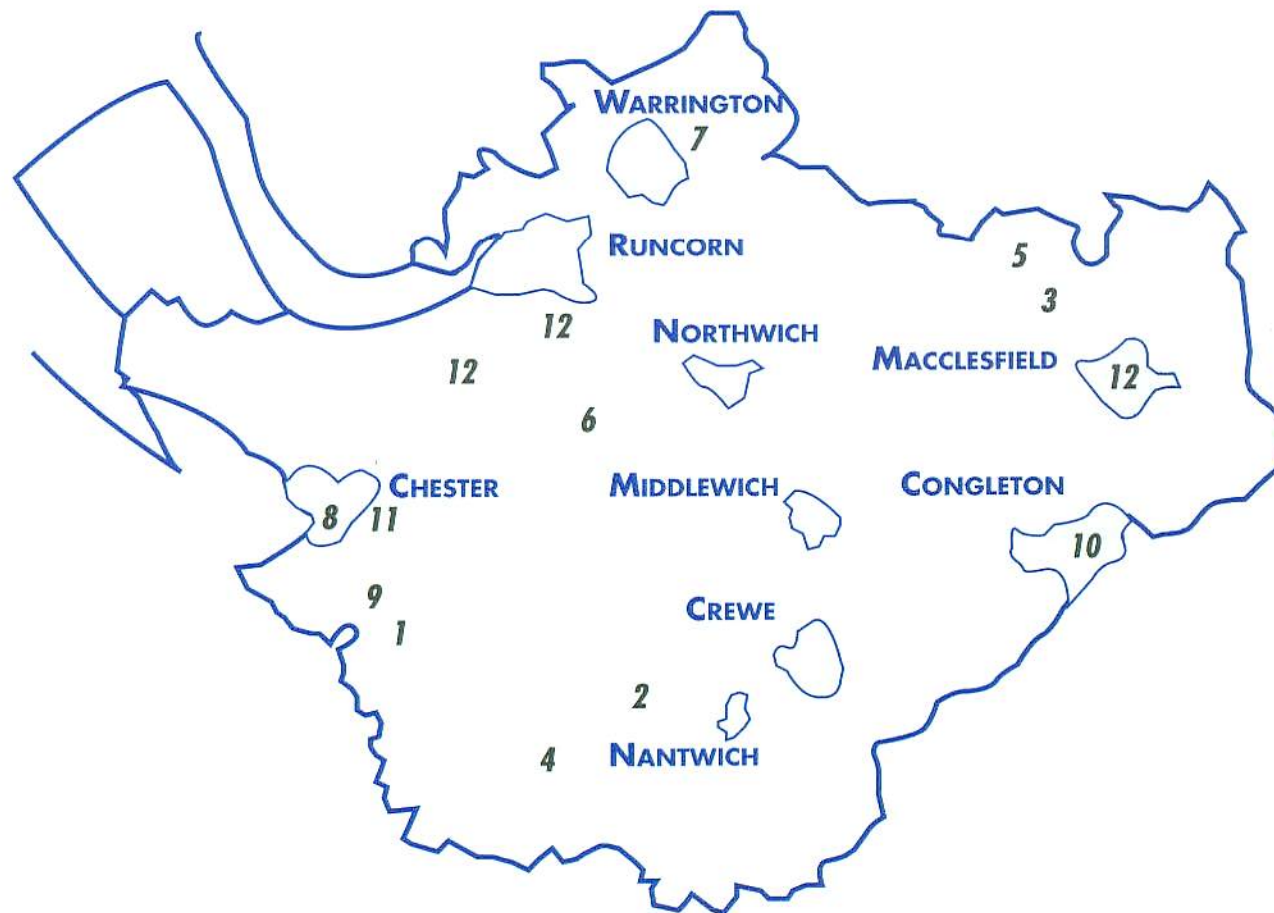 WARRINGTON
7
RUNCORN
5
3
12
NORTHWICH
MACCLESFIELD
12
12
6
CHESTER
MIDDLEWICH
CONGLETON
8
11
10
9
CREWE
1
2
4
NANTWICH